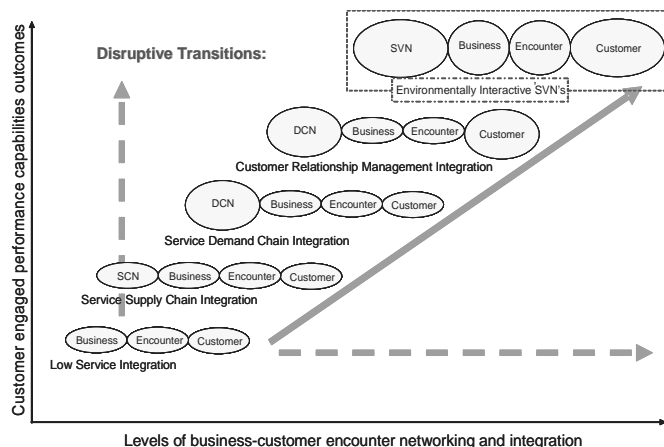 Customer engaged performance capabilities outcomes
Disruptive Transitions:
SVN Business Encounter Customer
Environmentally Interactive SVN's
DCN Business Encounter Customer
Customer Relationship Management Integration
DCN Business Encounter Customer
Service Demand Chain Integration
SCN Business Encounter Customer
Service Supply Chain Integration
Business Encounter Customer
Low Service Integration
Levels of business-customer encounter networking and integration